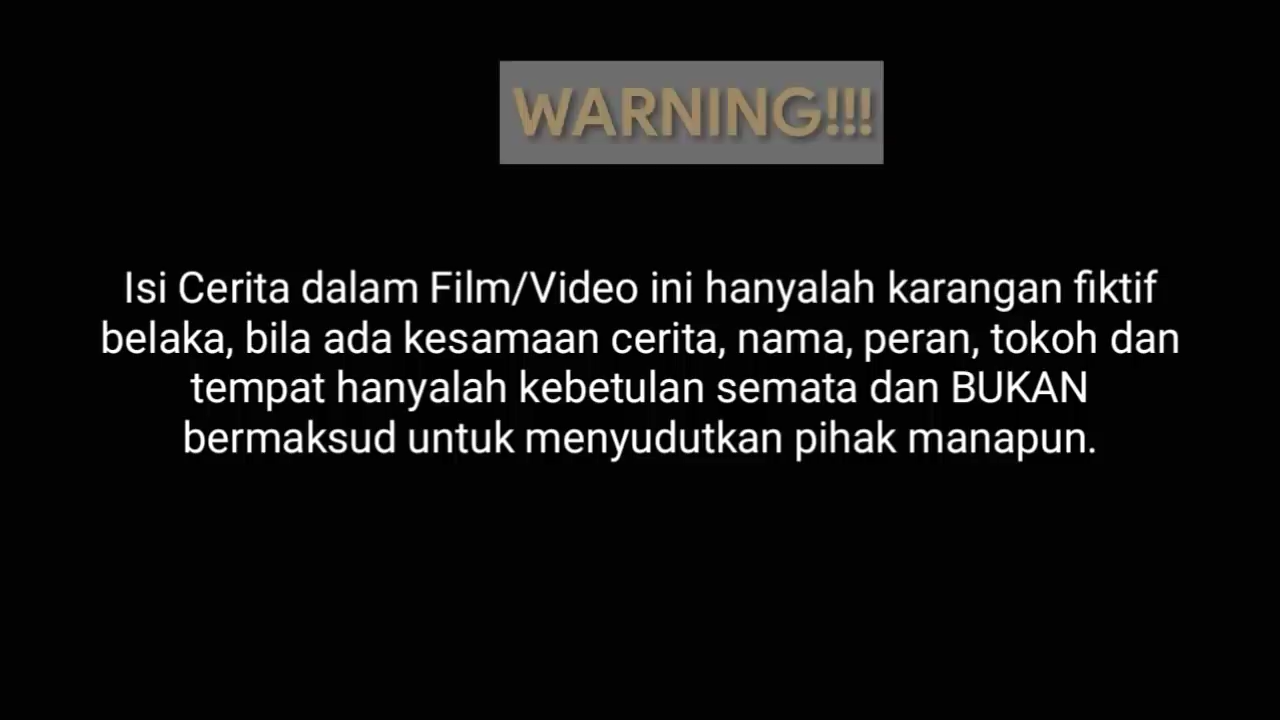 WARNING!!!
Isi Cerita dalam Film/Video ini hanyalah karangan fiktif
belaka, bila ada kesamaan cerita, nama, peran, tokoh dan
tempat hanyalah kebetulan semata dan BUKAN
bermaksud untuk menyudutkan pihak manapun.